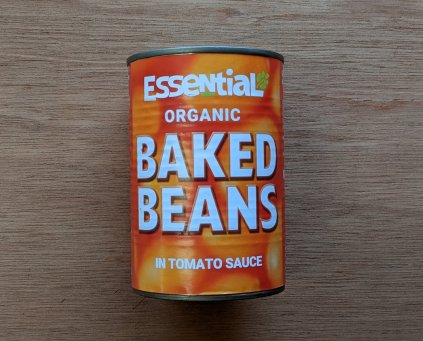 Essential
ORGANIC
BAKED
BEANS
IN TOMATO SAUCE